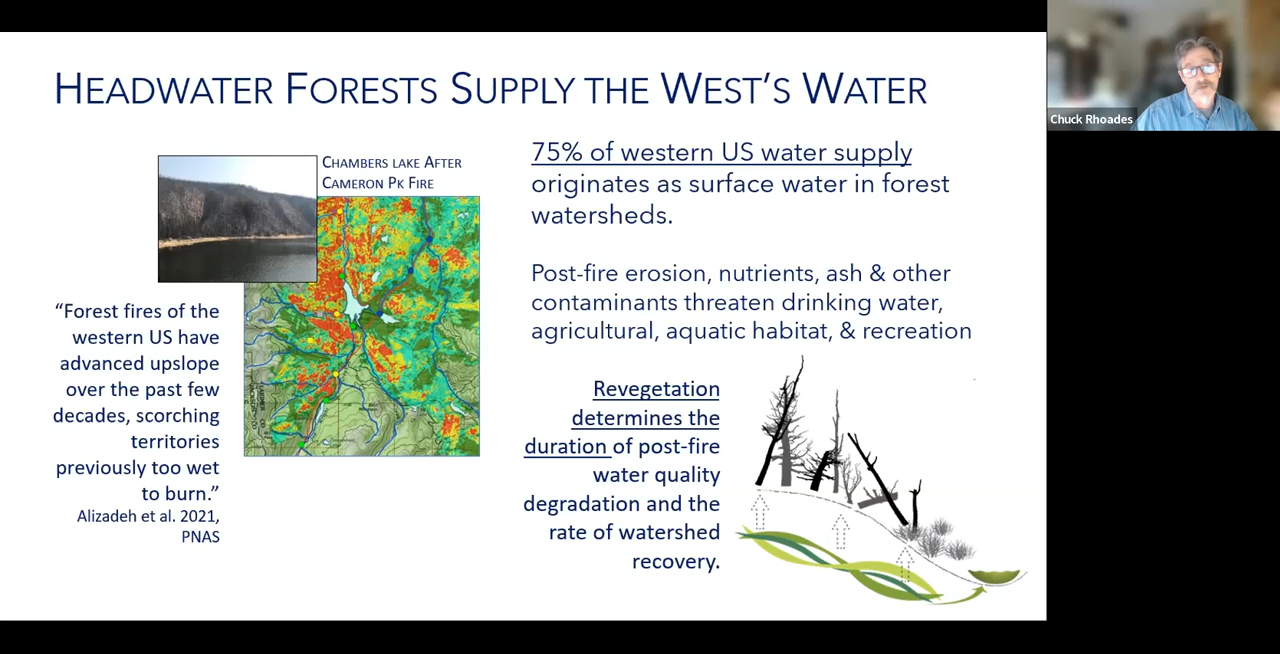 HEADWATER FORESTS SUPPLY THE WEST'S WATER
Chuck Rhoades
CHAMBERS LAKE AFTER
CAMERON PK FIRE
75% of western US water supply
originates as surface water in forest
watersheds.
Post-fire erosion, nutrients, ash & other
contaminants threaten drinking water,
agricultural, aquatic habitat, & recreation
“Forest fires of the
western US have
advanced upslope
over the past few
decades, scorching
territories
previously too wet
to burn.”
Alizadeh et al. 2021,
PNAS
Revegetation
determines the
duration of post-fire
water quality
degradation and the
rate of watershed
recovery.